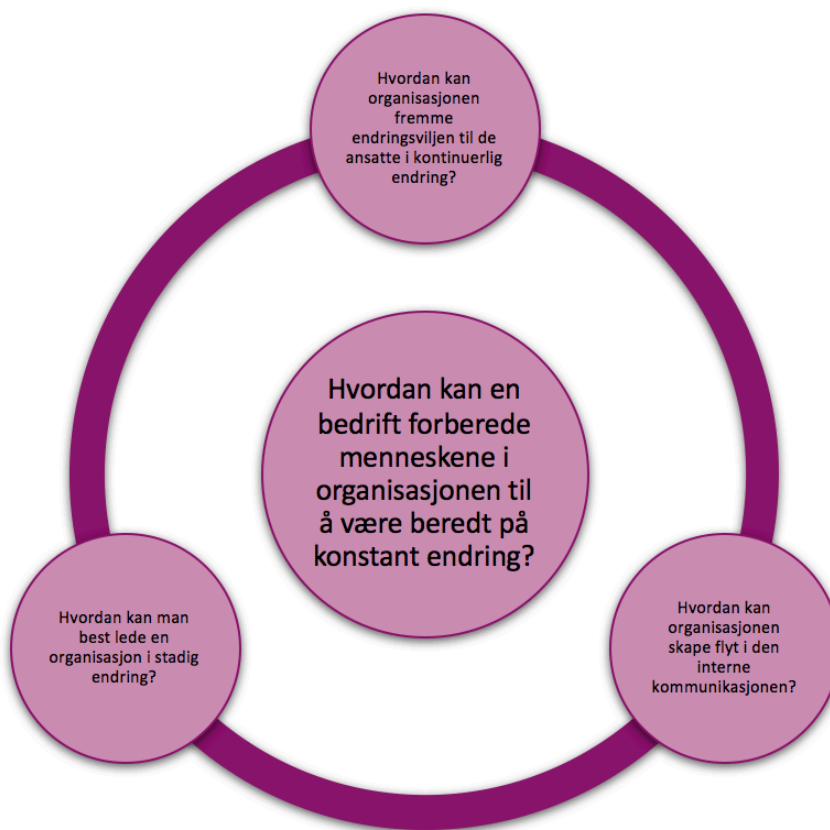 Hvordan kan
organisasjonen
fremme
endringsviljen til de
ansatte i kontinuerlig
endring?
Hvordan kan en
bedrift forberede
menneskene i
organisasjonen til
å være beredt på
konstant endring?
Hvordan kan man
best lede en
organisasjon i stadig
endring?
Hvordan kan
organisasjonen
skape flyt i den
interne
kommunikasjonen?